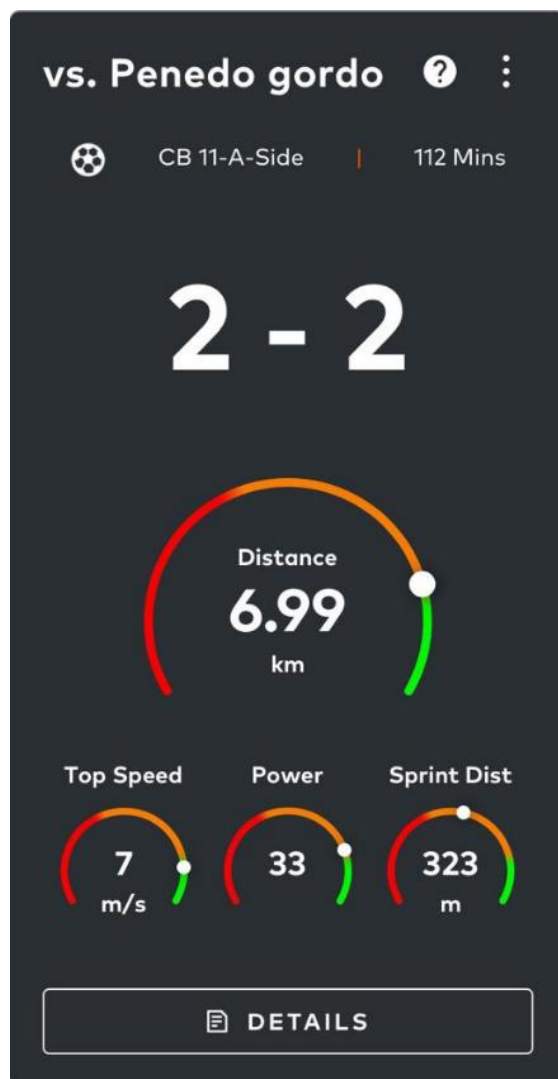 vs. Penedo gordo ?
CB 11-A-Side | 112 Mins
2 - 2
Distance
6.99
km
Top Speed Power Sprint Dist
7 33 323
m/s m
DETAILS